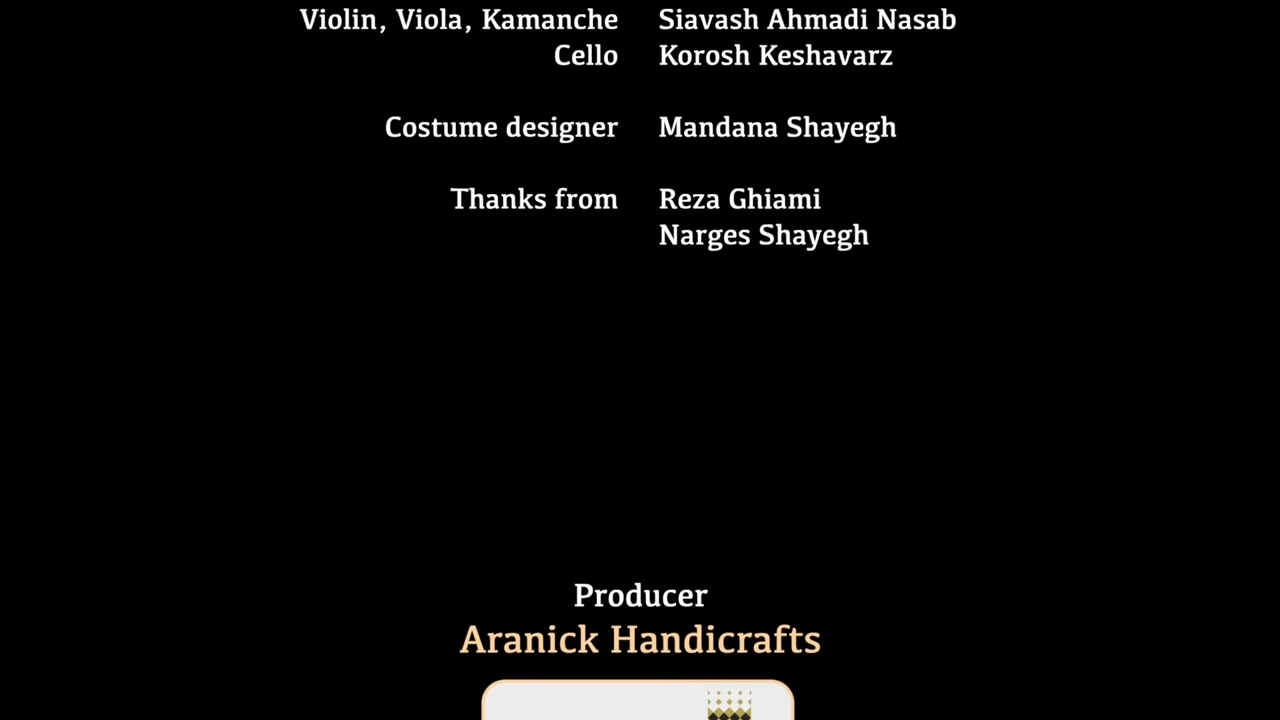 Violin, Viola, Kamanche Siavash Ahmadi Nasab
Cello Korosh Keshavarz
Costume designer Mandana Shayegh
Thanks from Reza Ghiami
Narges Shayegh
Producer
Aranick Handicrafts